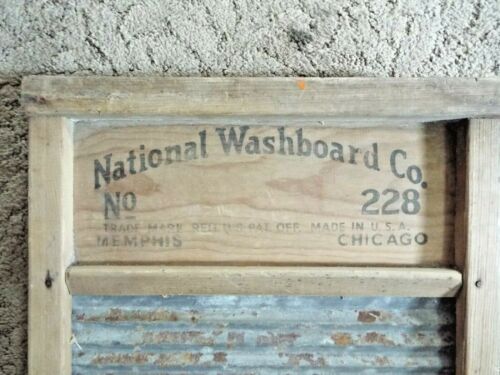 National Washboard Co.
No 228
TRADE MARK REG. U.S. PAT. OFF. MADE IN U.S.A.
MEMPHIS CHICAGO